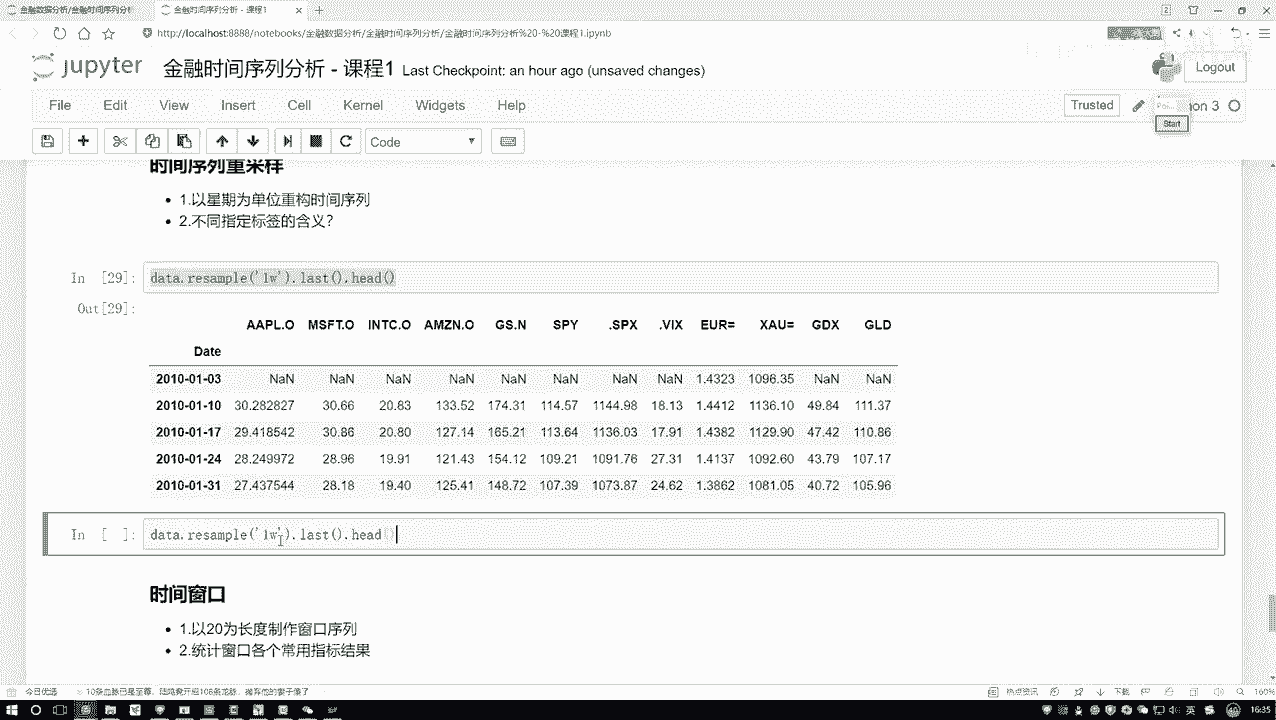 金融数据分析/金融时间序列分析
金融时间序列分析 - 课程1
http://localhost:8888/notebooks/金融数据分析/金融时间序列分析/金融时间序列分析%20-%20课程1.ipynb
jupyter 金融时间序列分析 - 课程1 Last Checkpoint: an hour ago (unsaved changes)
Logout
File Edit View Insert Cell Kernel Widgets Help
Trusted
hon 3
Start
Code
时间序列重采样
1.以星期为单位重构时间序列
2.不同指定标签的含义?
In [29]: data.resample('1w').last().head()
Out[29]:
AAPL.O MSFT.O INTC.O AMZN.O GS.N SPY .SPX .VIX EUR= XAU= GDX GLD
Date
2010-01-03 NaN NaN NaN NaN NaN NaN NaN NaN 1.4323 1096.35 NaN NaN
2010-01-10 30.282827 30.66 20.83 133.52 174.31 114.57 1144.98 18.13 1.4412 1136.10 49.84 111.37
2010-01-17 29.418542 30.86 20.80 127.14 165.21 113.64 1136.03 17.91 1.4382 1129.90 47.42 110.86
2010-01-24 28.249972 28.96 19.91 121.43 154.12 109.21 1091.76 27.31 1.4137 1092.60 43.79 107.17
2010-01-31 27.437544 28.18 19.40 125.41 148.72 107.39 1073.87 24.62 1.3862 1081.05 40.72 105.96
In [ ]: data.resample('1w').last().head()
时间窗口
1.以20为长度制作窗口序列
2.统计窗口各个常用指标结果
今日优选
热点资讯
下载
160%
英
16:35